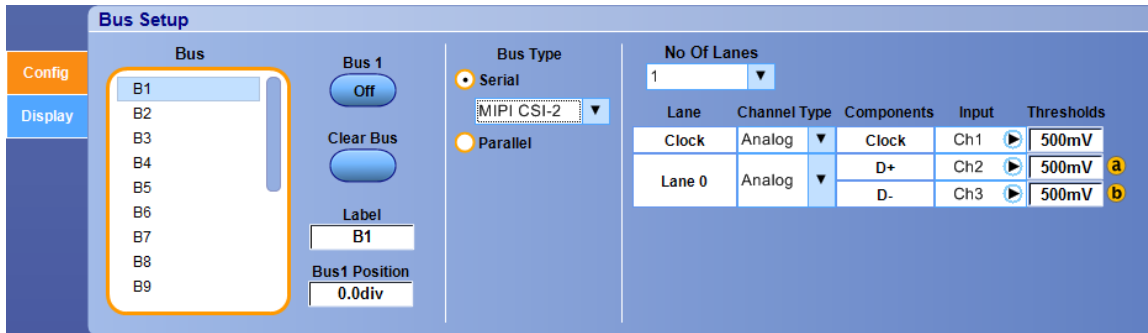 Bus Setup
Config
Display
Bus
B1
B2
B3
B4
B5
B6
B7
B8
B9
Bus 1
Off
Clear Bus
Label
B1
Bus1 Position
0.0div
Bus Type
Serial
MIPI CSI-2
Parallel
No Of Lanes
1
Lane Channel Type Components Input Thresholds
Clock Analog Clock Ch1 500mV
Lane 0 Analog D+ Ch2 500mV a
D- Ch3 500mV b